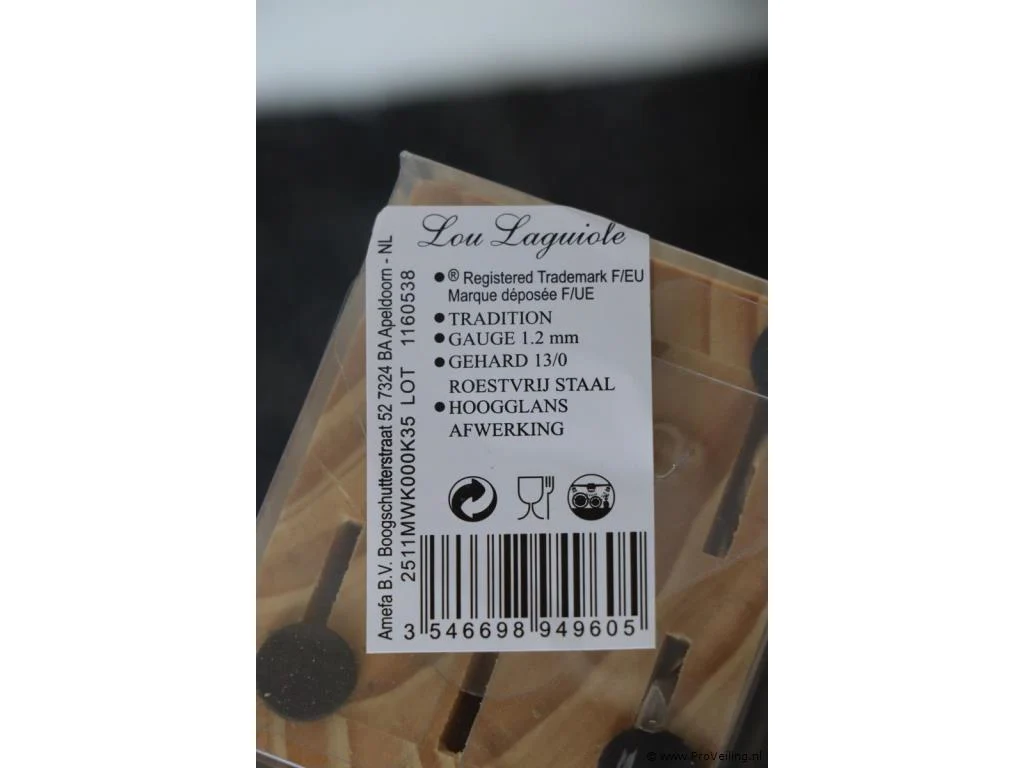 Lou Laguiole
● ® Registered Trademark F/EU
Marque déposée F/UE
● TRADITION
● GAUGE 1.2 mm
● GEHARD 13/0
ROESTVRIJ STAAL
● HOOGGLANS
AFWERKING
Amefa B.V. Boogschutterstraat 52 7324 BA Apeldoorn - NL
2511MWK000K35 LOT 1160538
3 546698 949605
© www.ProVeiling.nl